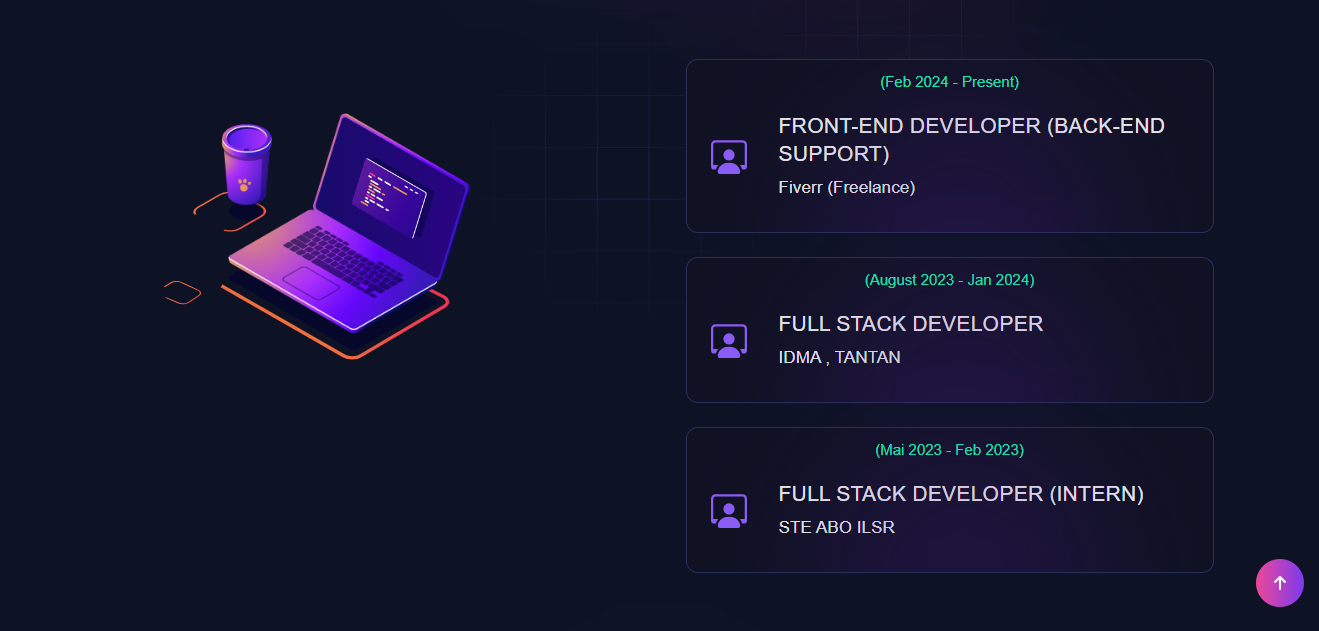 (Feb 2024 - Present)
FRONT-END DEVELOPER (BACK-END
SUPPORT)
Fiverr (Freelance)
(August 2023 - Jan 2024)
FULL STACK DEVELOPER
IDMA , TANTAN
(Mai 2023 - Feb 2023)
FULL STACK DEVELOPER (INTERN)
STE ABO ILSR